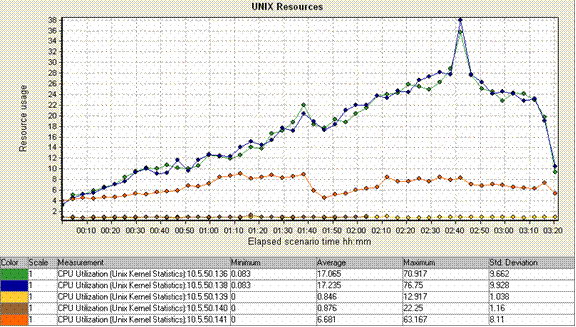 UNIX Resources
Resource usage
38
36
34
32
30
28
26
24
22
20
18
16
14
12
10
8
6
4
2
00:10 00:20 00:30 00:40 00:50 01:00 01:10 01:20 01:30 01:40 01:50 02:00 02:10 02:20 02:30 02:40 02:50 03:00 03:10 03:20
Elapsed scenario time hh:mm
Color Scale Measurement Minimum Average Maximum Std. Deviation
1 CPU Utilization (Unix Kernel Statistics):10.5.50.136 0.083 17.065 70.917 9.662
1 CPU Utilization (Unix Kernel Statistics):10.5.50.138 0.083 17.235 76.75 9.928
1 CPU Utilization (Unix Kernel Statistics):10.5.50.139 0 0.846 12.917 1.038
1 CPU Utilization (Unix Kernel Statistics):10.5.50.140 0 0.876 22.25 1.16
1 CPU Utilization (Unix Kernel Statistics):10.5.50.141 0 6.681 63.167 8.11